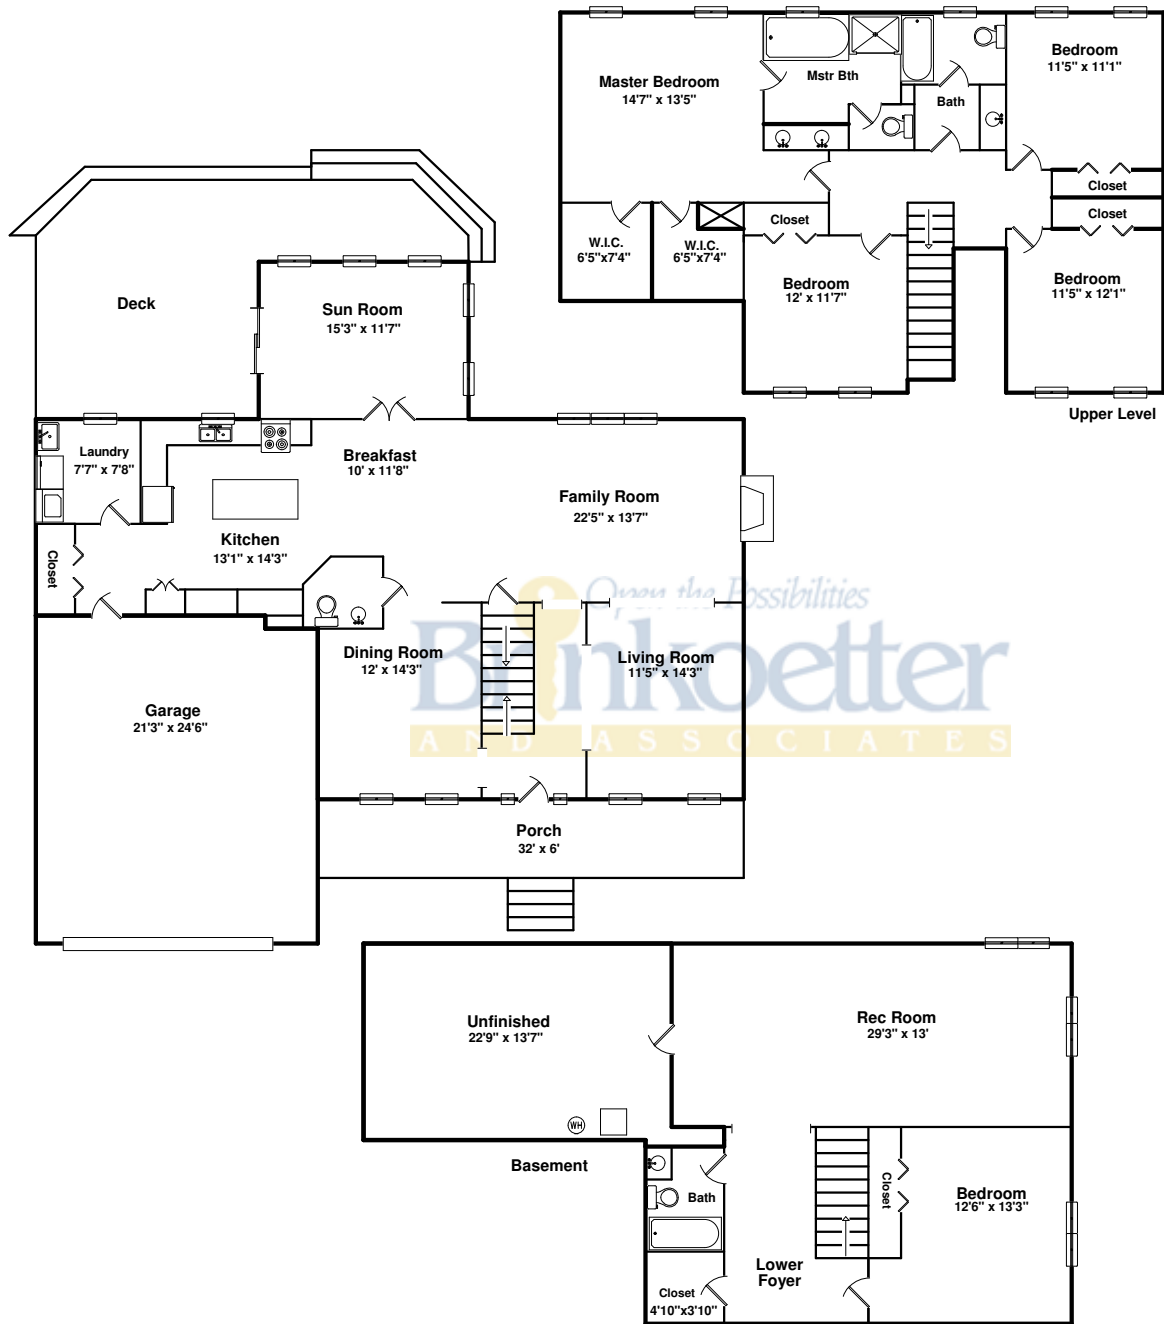 Master Bedroom
14'7" x 13'5"
Mstr Bth
Bath
Bedroom
11'5" x 11'1"
Closet
Closet
W.I.C.
6'5"x7'4"
W.I.C.
6'5"x7'4"
Closet
Bedroom
12' x 11'7"
Bedroom
11'5" x 12'1"
Upper Level
Deck
Sun Room
15'3" x 11'7"
Laundry
7'7" x 7'8"
Breakfast
10' x 11'8"
Family Room
22'5" x 13'7"
Kitchen
13'1" x 14'3"
Closet
Open the Possibilities
Brinkoetter
AND ASSOCIATES
Dining Room
12' x 14'3"
Living Room
11'5" x 14'3"
Garage
21'3" x 24'6"
Porch
32' x 6'
Unfinished
22'9" x 13'7"
WH
Rec Room
29'3" x 13'
Basement
Bath
Closet
Bedroom
12'6" x 13'3"
Lower
Foyer
Closet
4'10"x3'10"